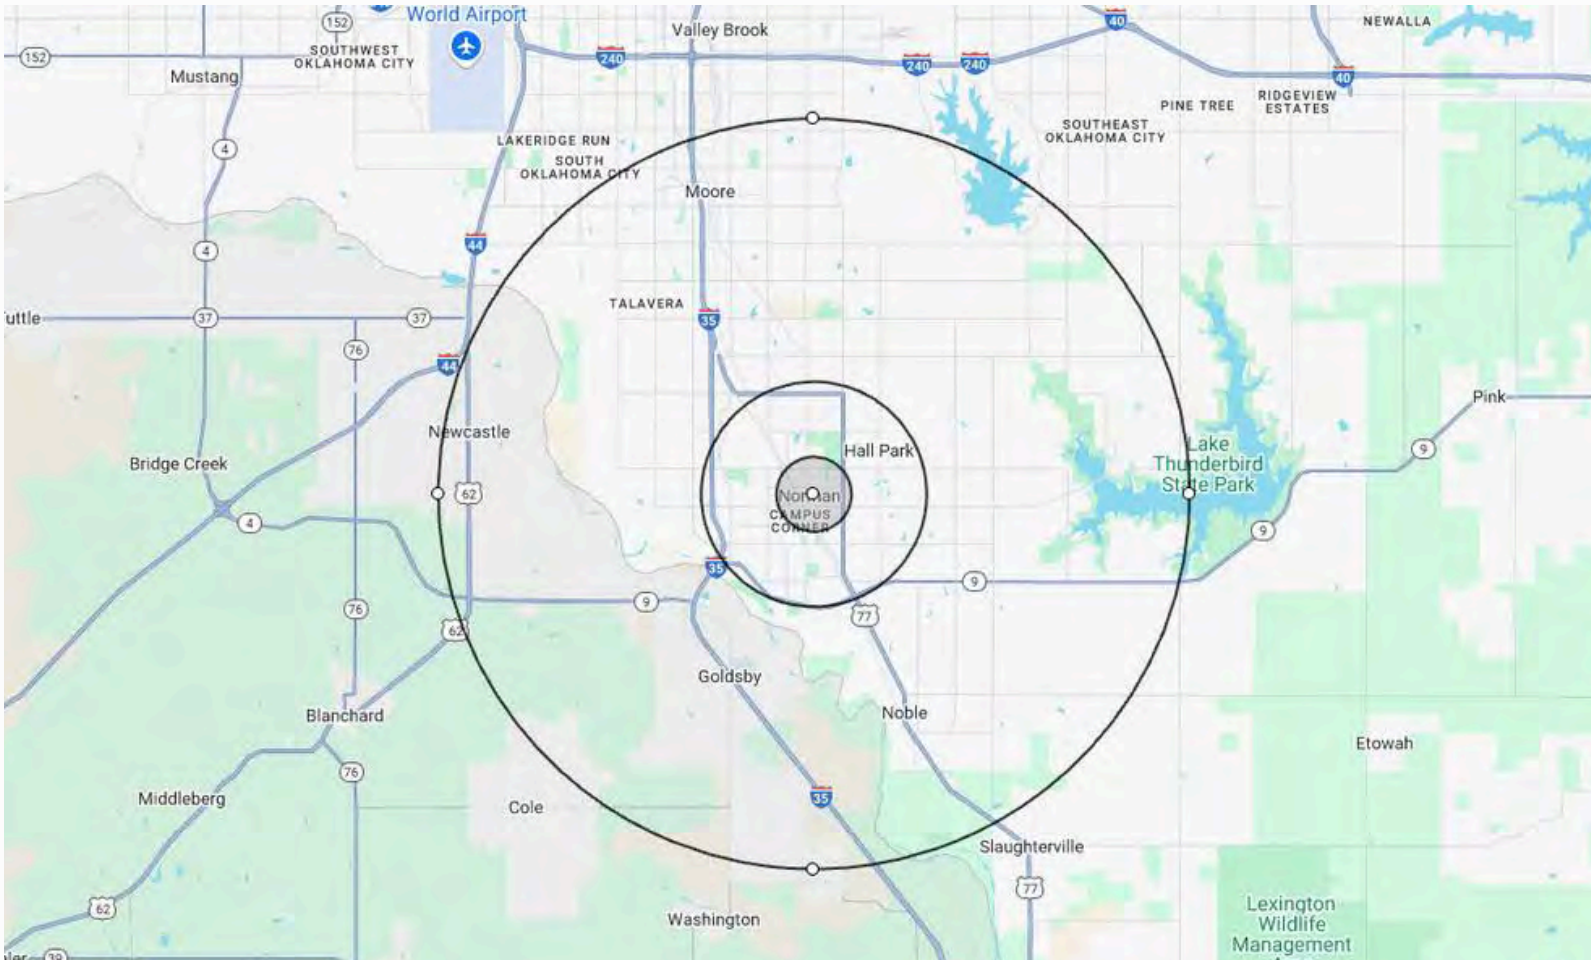 World Airport
Valley Brook
40
NEWALLA
152
152
SOUTHWEST
OKLAHOMA CITY
240
240
240
Mustang
40
RIDGEVIEW
ESTATES
PINE TREE
SOUTHEAST
OKLAHOMA CITY
4
LAKERIDGE RUN
SOUTH
OKLAHOMA CITY
Moore
44
4
TALAVERA
uttle
37
37
35
76
44
Pink
Newcastle
Hall Park
9
Bridge Creek
Lake
Thunderbird
State Park
62
Norman
CAMPUS
CORNER
4
9
35
9
76
9
77
62
Goldsby
Noble
Blanchard
Etowah
76
Middleberg
Cole
35
Slaughterville
77
62
Lexington
Wildlife
Management
Washington
39